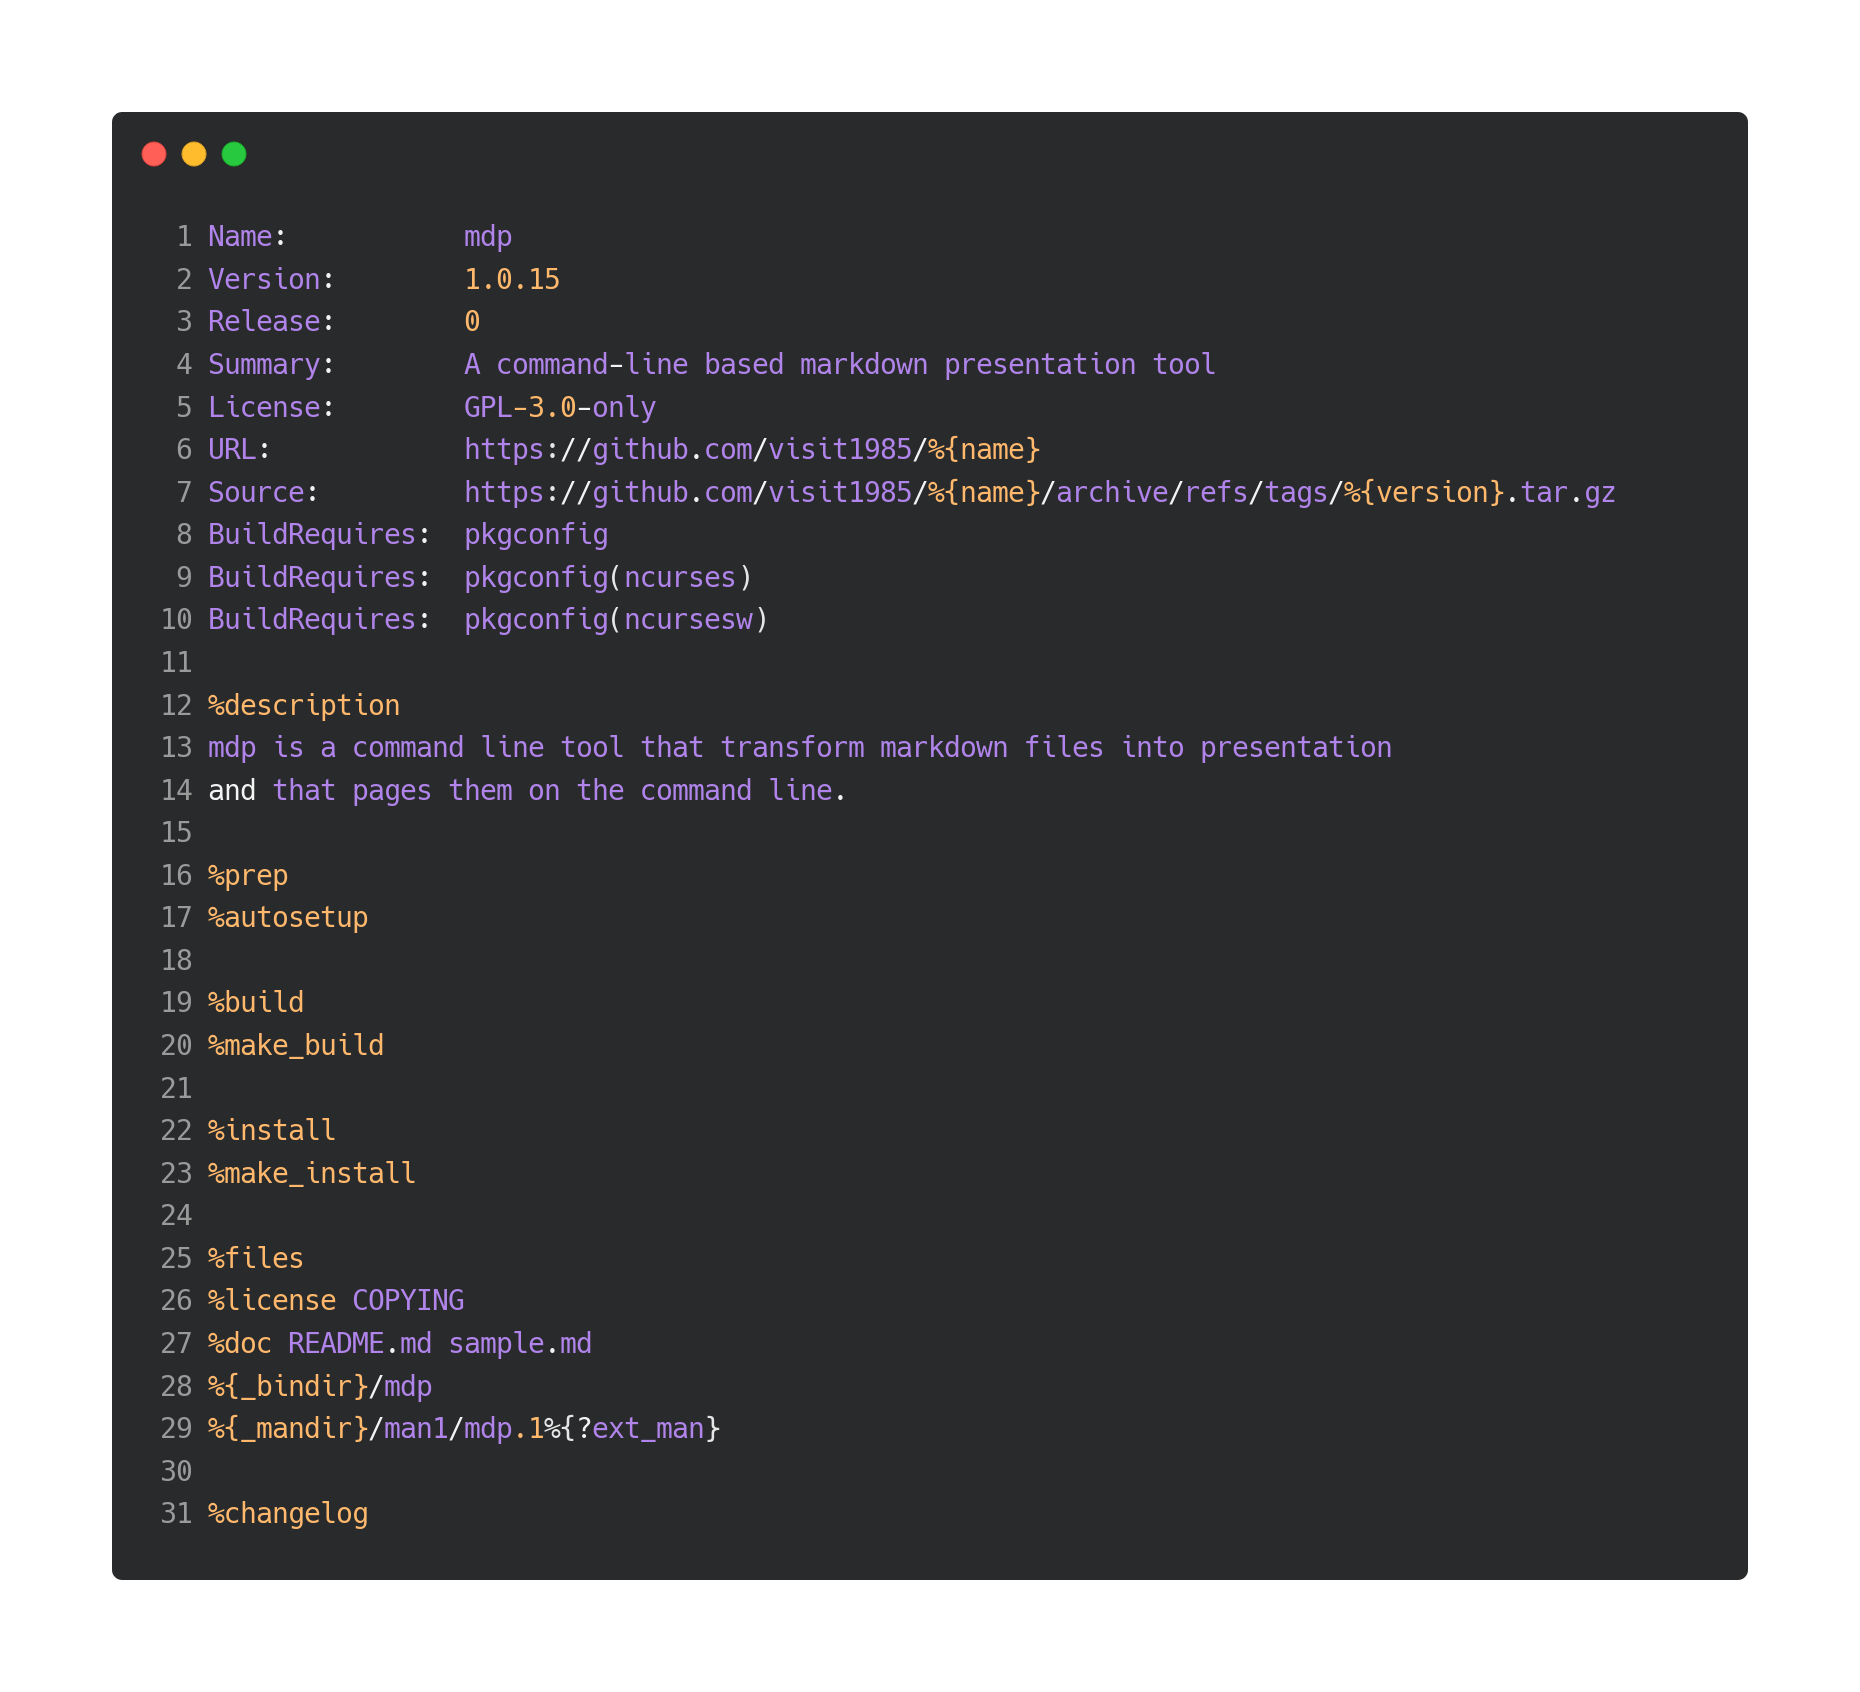 1 Name:           mdp
2 Version:        1.0.15
3 Release:        0
4 Summary:        A command-line based markdown presentation tool
5 License:        GPL-3.0-only
6 URL:            https://github.com/visit1985/%{name}
7 Source:         https://github.com/visit1985/%{name}/archive/refs/tags/%{version}.tar.gz
8 BuildRequires:  pkgconfig
9 BuildRequires:  pkgconfig(ncurses)
10 BuildRequires:  pkgconfig(ncursesw)
11
12 %description
13 mdp is a command line tool that transform markdown files into presentation
14 and that pages them on the command line.
15
16 %prep
17 %autosetup
18
19 %build
20 %make_build
21
22 %install
23 %make_install
24
25 %files
26 %license COPYING
27 %doc README.md sample.md
28 %{_bindir}/mdp
29 %{_mandir}/man1/mdp.1%{?ext_man}
30
31 %changelog